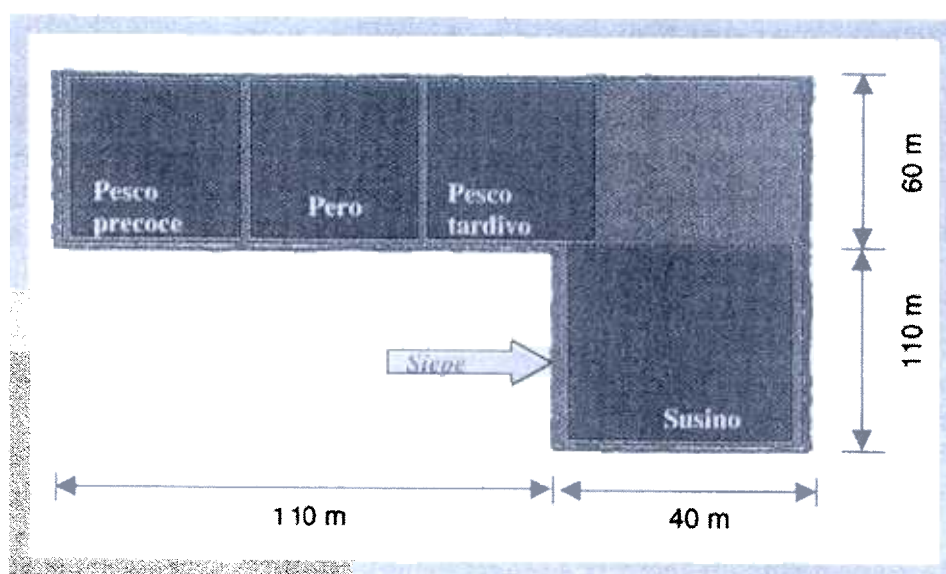 Pesco
precoce
Pero
Pesco
tardivo
60 m
110 m
Siepe
Susino
110 m
40 m